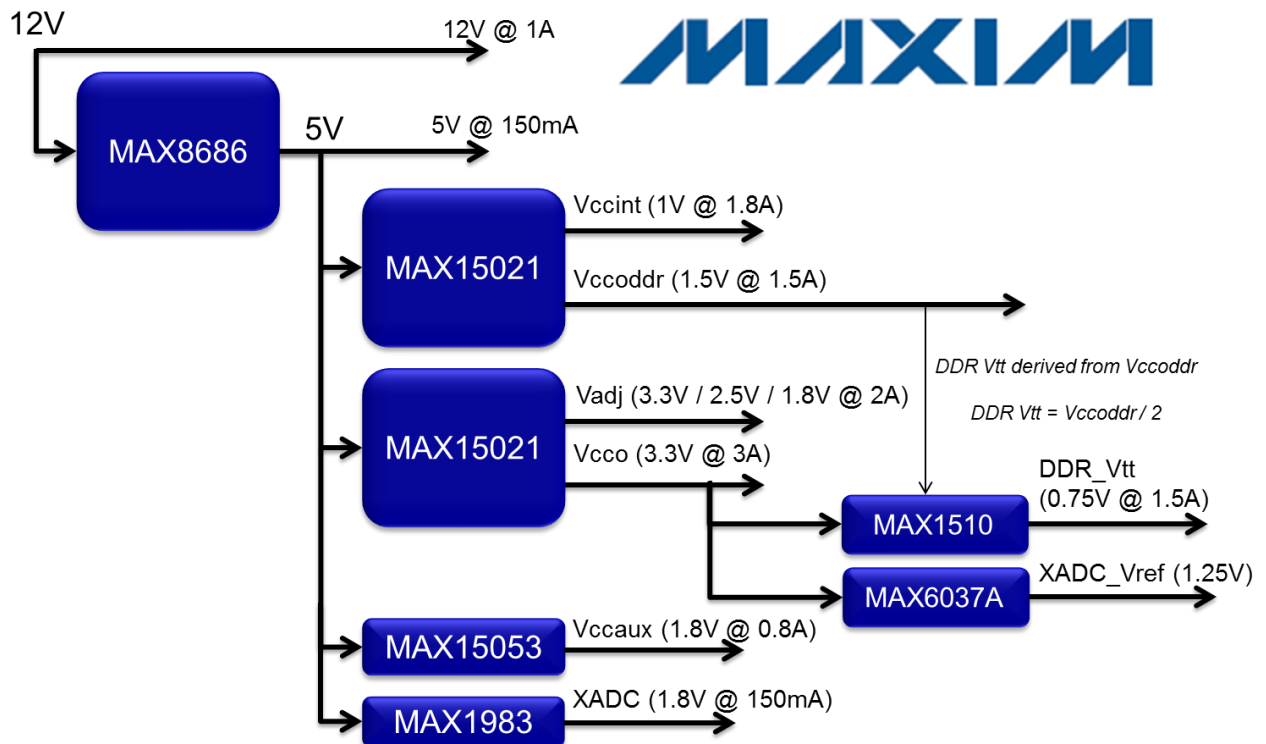 12V
12V @ 1A
MAXIM
MAX8686
5V
5V @ 150mA
MAX15021
Vccint (1V @ 1.8A)
Vccoddr (1.5V @ 1.5A)
DDR Vtt derived from Vccoddr
DDR Vtt = Vccoddr / 2
MAX15021
Vadj (3.3V / 2.5V / 1.8V @ 2A)
Vcco (3.3V @ 3A)
MAX1510
DDR_Vtt
(0.75V @ 1.5A)
MAX6037A
XADC_Vref (1.25V)
MAX15053
Vccaux (1.8V @ 0.8A)
MAX1983
XADC (1.8V @ 150mA)